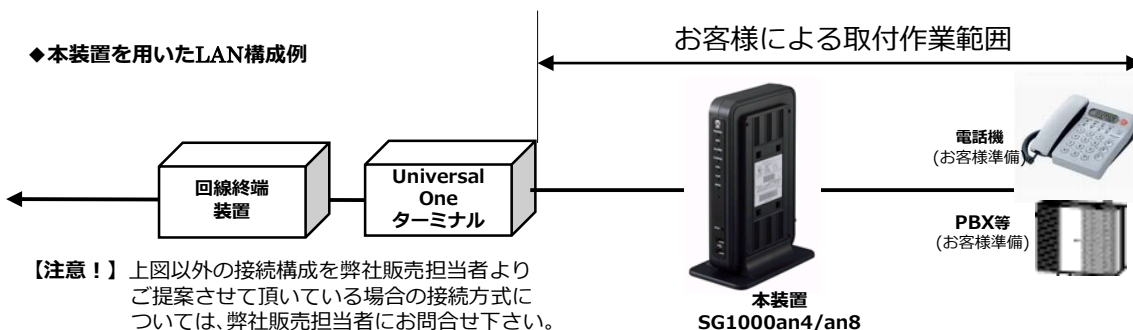 お客様による取付作業範囲
◆本装置を用いたLAN構成例
電話機
(お客様準備)
回線終端
装置
Universal
One
ターミナル
PBX等
(お客様準備)
【注意!】上図以外の接続構成を弊社販売担当者より
ご提案させて頂いている場合の接続方式に
ついては、弊社販売担当者にお問合せ下さい。
本装置
SG1000an4/an8